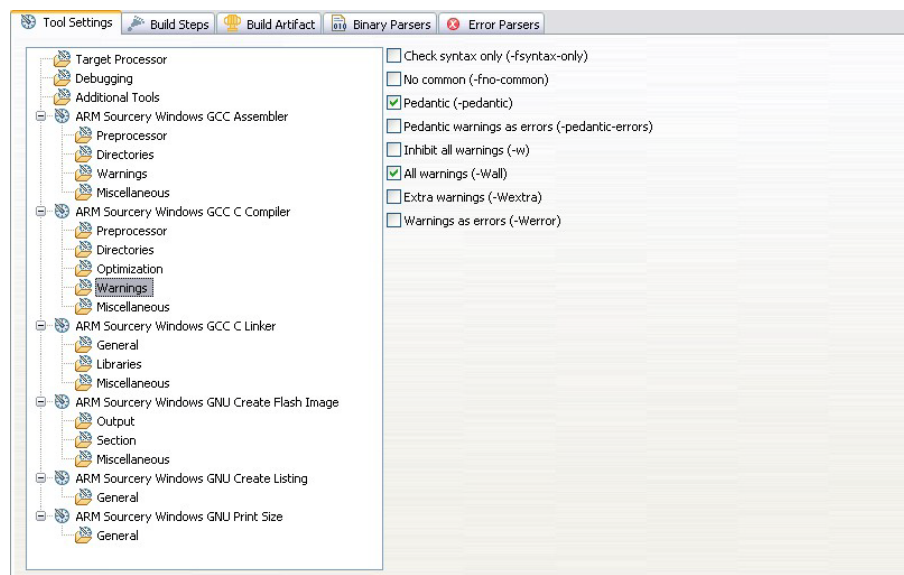 Tool Settings Build Steps Build Artifact Binary Parsers Error Parsers
Target Processor
Debugging
Additional Tools
ARM Sourcery Windows GCC Assembler
Preprocessor
Directories
Warnings
Miscellaneous
ARM Sourcery Windows GCC C Compiler
Preprocessor
Directories
Optimization
Warnings
Miscellaneous
ARM Sourcery Windows GCC C Linker
General
Libraries
Miscellaneous
ARM Sourcery Windows GNU Create Flash Image
Output
Section
Miscellaneous
ARM Sourcery Windows GNU Create Listing
General
ARM Sourcery Windows GNU Print Size
General
Check syntax only (-fsyntax-only)
No common (-fno-common)
Pedantic (-pedantic)
Pedantic warnings as errors (-pedantic-errors)
Inhibit all warnings (-w)
All warnings (-Wall)
Extra warnings (-Wextra)
Warnings as errors (-Werror)